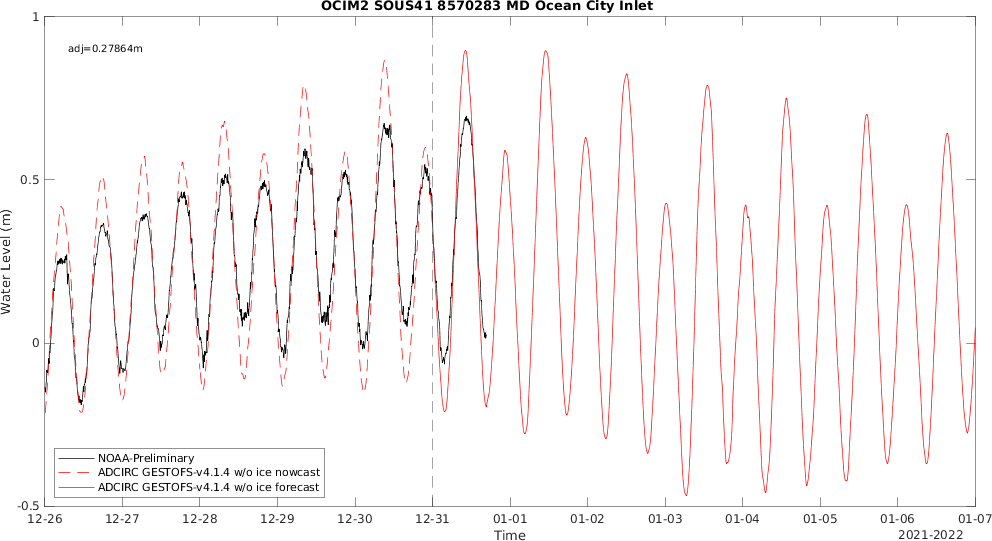 OCIM2 SOUS41 8570283 MD Ocean City Inlet
adj=0.27864m
Water Level (m)
1
0.5
0
-0.5
NOAA-Preliminary
ADCIRC GESTOFS-v4.1.4 w/o ice nowcast
ADCIRC GESTOFS-v4.1.4 w/o ice forecast
12-26 12-27 12-28 12-29 12-30 12-31 01-01 01-02 01-03 01-04 01-05 01-06 01-07
Time
2021-2022